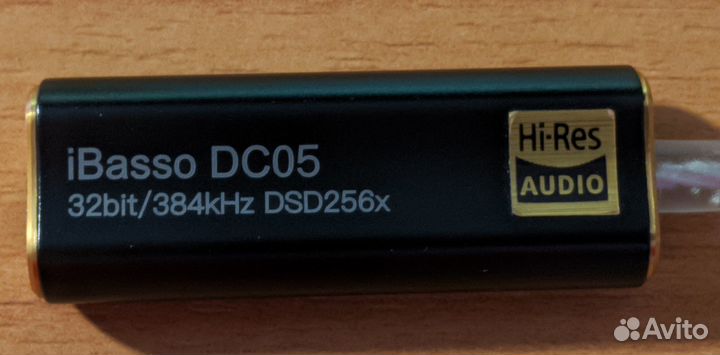 iBasso DC05
32bit/384kHz DSD256x
Hi-Res
AUDIO
Avito